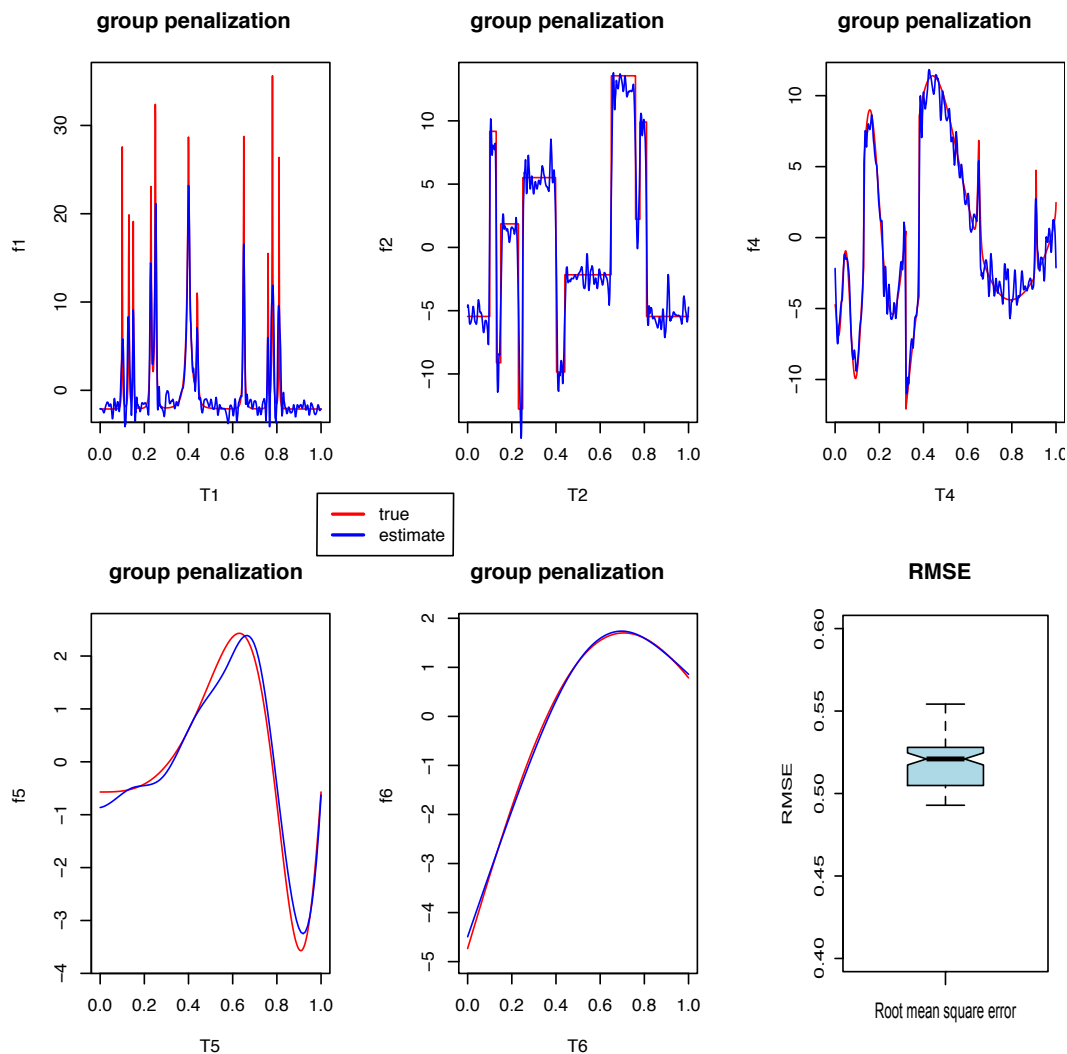 group penalization
group penalization
group penalization
f1
0
10
20
30
0.0 0.2 0.4 0.6 0.8 1.0
T1
f2
−10
−5
0
5
10
0.0 0.2 0.4 0.6 0.8 1.0
T2
f4
−10
−5
0
5
10
0.0 0.2 0.4 0.6 0.8 1.0
T4
true
estimate
group penalization
group penalization
RMSE
f5
−4
−3
−2
−1
0
1
2
0.0 0.2 0.4 0.6 0.8 1.0
T5
f6
−5
−4
−3
−2
−1
0
1
2
0.0 0.2 0.4 0.6 0.8 1.0
T6
RMSE
0.40
0.45
0.50
0.55
0.60
Root mean square error